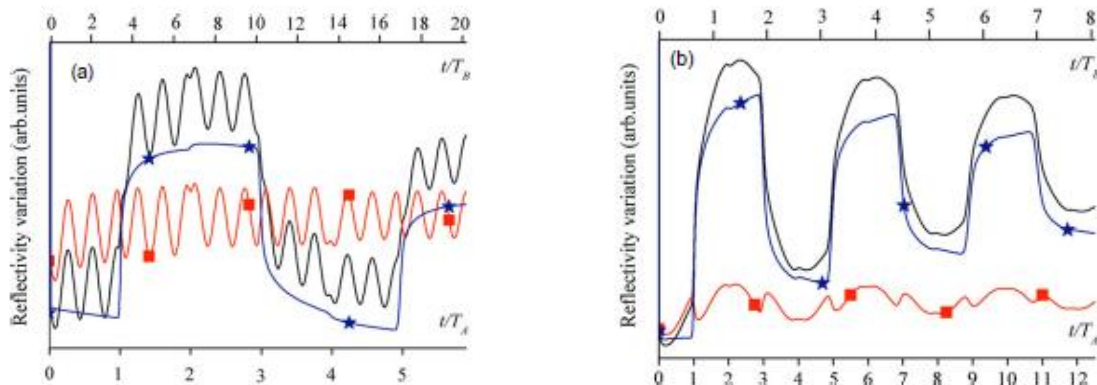 0 2 4 6 8 10 12 14 16 18 20
(a)
t/T_B
Reflectivity variation (arb.units)
t/T_A
0 1 2 3 4 5
0 1 2 3 4 5 6 7 8
(b)
Reflectivity variation (arb.units)
t/T_A
0 1 2 3 4 5 6 7 8 9 10 11 12